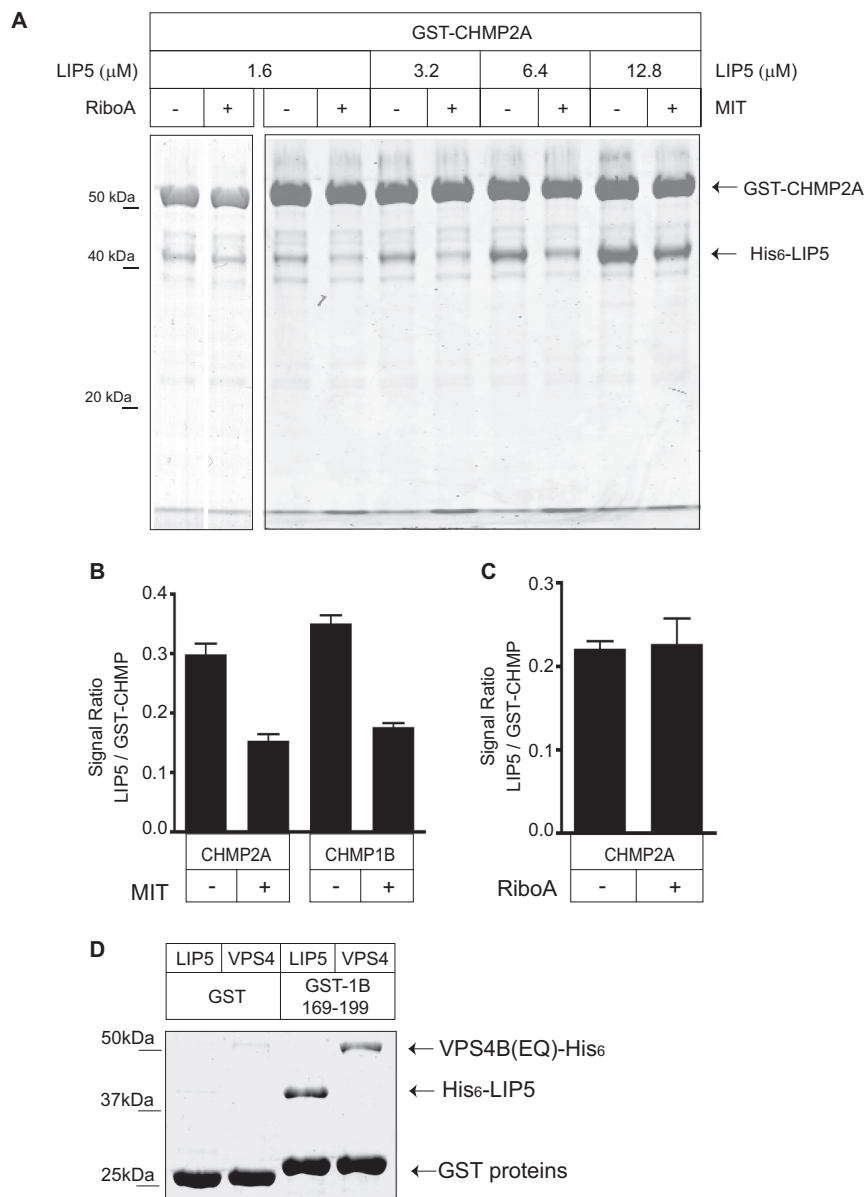 A
GST-CHMP2A
LIP5 (μM) 1.6 3.2 6.4 12.8 LIP5 (μM)
RiboA - + - + - + - + - + MIT
50 kDa
GST-CHMP2A
40 kDa
His6-LIP5
20 kDa
B
Signal Ratio
LIP5 / GST-CHMP
0.4
0.3
0.2
0.1
0.0
CHMP2A CHMP1B
MIT - + - +
C
Signal Ratio
LIP5 / GST-CHMP
0.3
0.2
0.1
0.0
CHMP2A
RiboA - +
D
LIP5 VPS4 LIP5 VPS4
GST GST-1B
169-199
50kDa
VPS4B(EQ)-His6
37kDa
His6-LIP5
25kDa
GST proteins